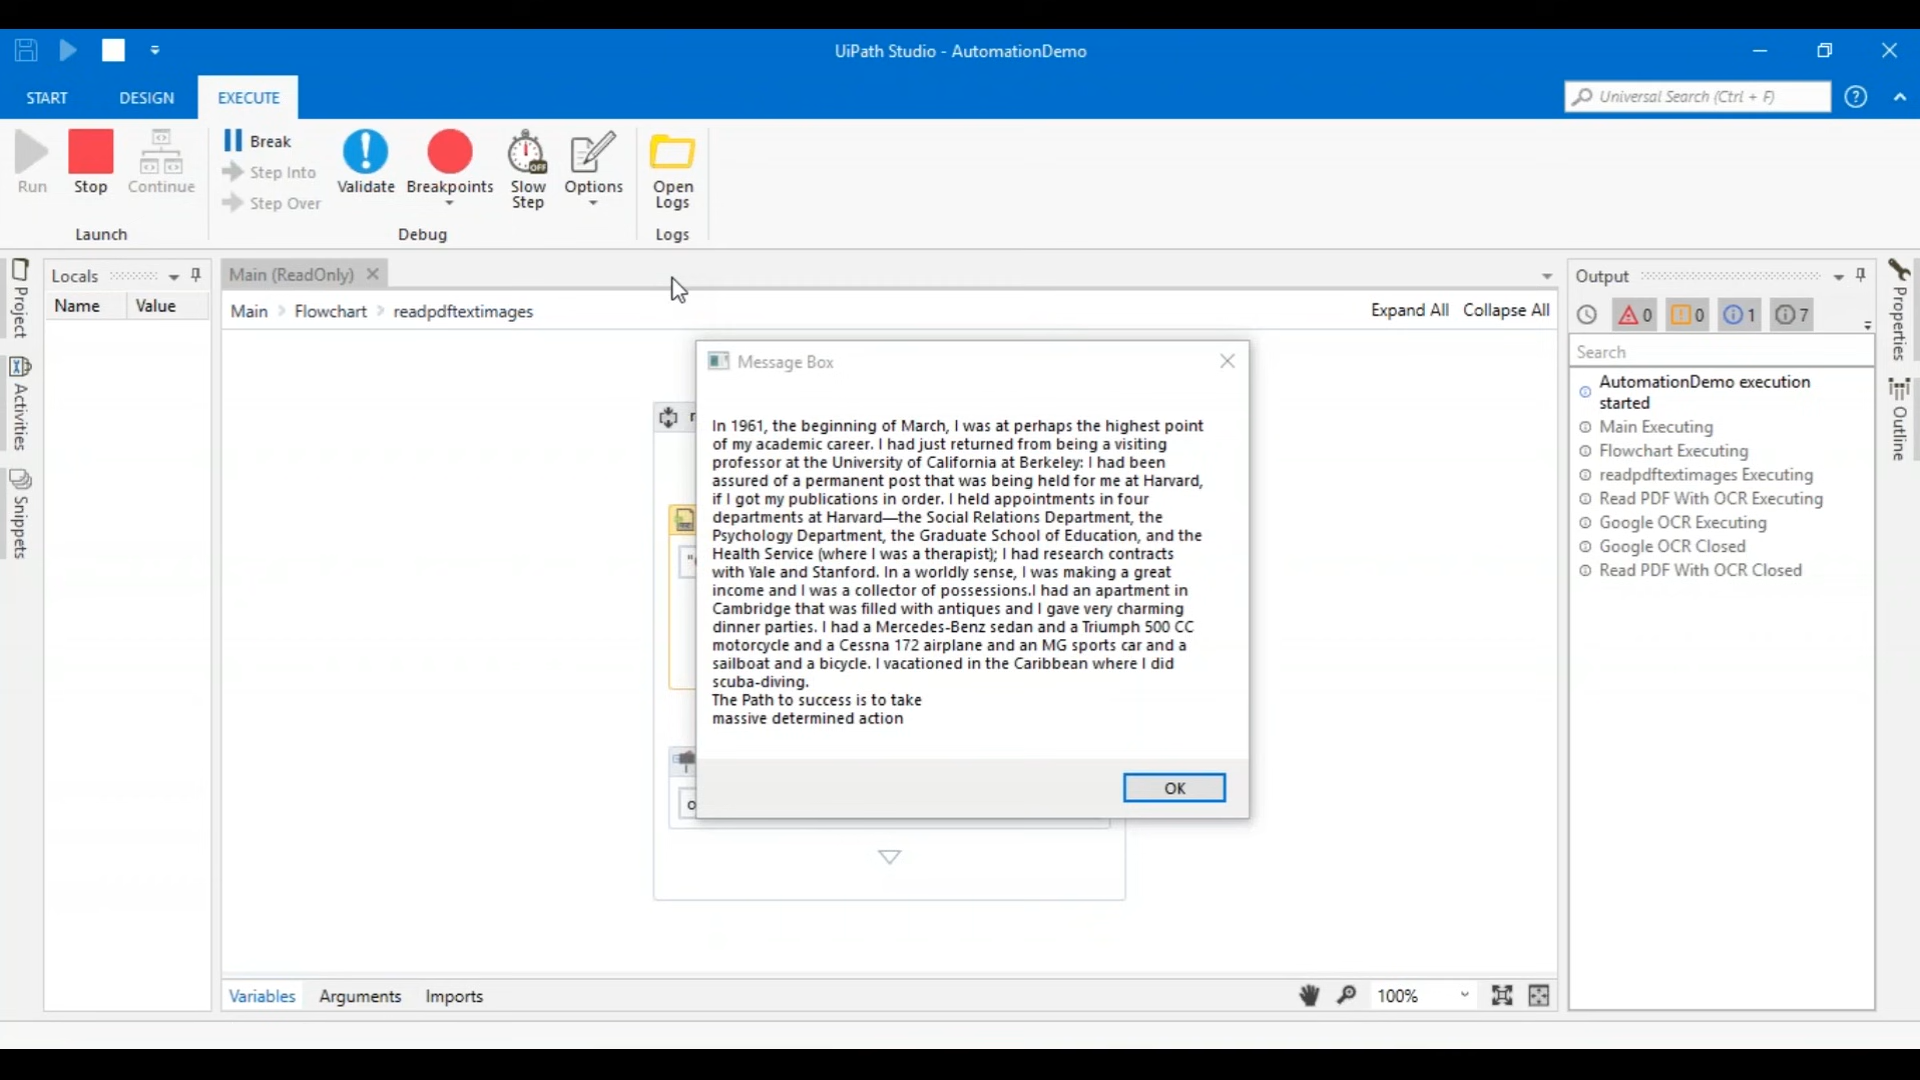 UiPath Studio - AutomationDemo
START DESIGN EXECUTE
Universal Search (Ctrl + F)
Run Stop Continue
Break
Step Into
Step Over
Validate Breakpoints Slow Step Options
Open Logs
Launch Debug Logs
Project
Activities
Snippets
Locals
Name Value
Main (ReadOnly)
Main Flowchart readpdftextimages
Expand All Collapse All
Message Box
In 1961, the beginning of March, I was at perhaps the highest point
of my academic career. I had just returned from being a visiting
professor at the University of California at Berkeley: I had been
assured of a permanent post that was being held for me at Harvard,
if I got my publications in order. I held appointments in four
departments at Harvard—the Social Relations Department, the
Psychology Department, the Graduate School of Education, and the
Health Service (where I was a therapist); I had research contracts
with Yale and Stanford. In a worldly sense, I was making a great
income and I was a collector of possessions.I had an apartment in
Cambridge that was filled with antiques and I gave very charming
dinner parties. I had a Mercedes-Benz sedan and a Triumph 500 CC
motorcycle and a Cessna 172 airplane and an MG sports car and a
sailboat and a bicycle. I vacationed in the Caribbean where I did
scuba-diving.
The Path to success is to take
massive determined action
OK
Variables Arguments Imports
100%
Output
0 0 1 7
Search
AutomationDemo execution
started
Main Executing
Flowchart Executing
readpdftextimages Executing
Read PDF With OCR Executing
Google OCR Executing
Google OCR Closed
Read PDF With OCR Closed
Properties
Outline